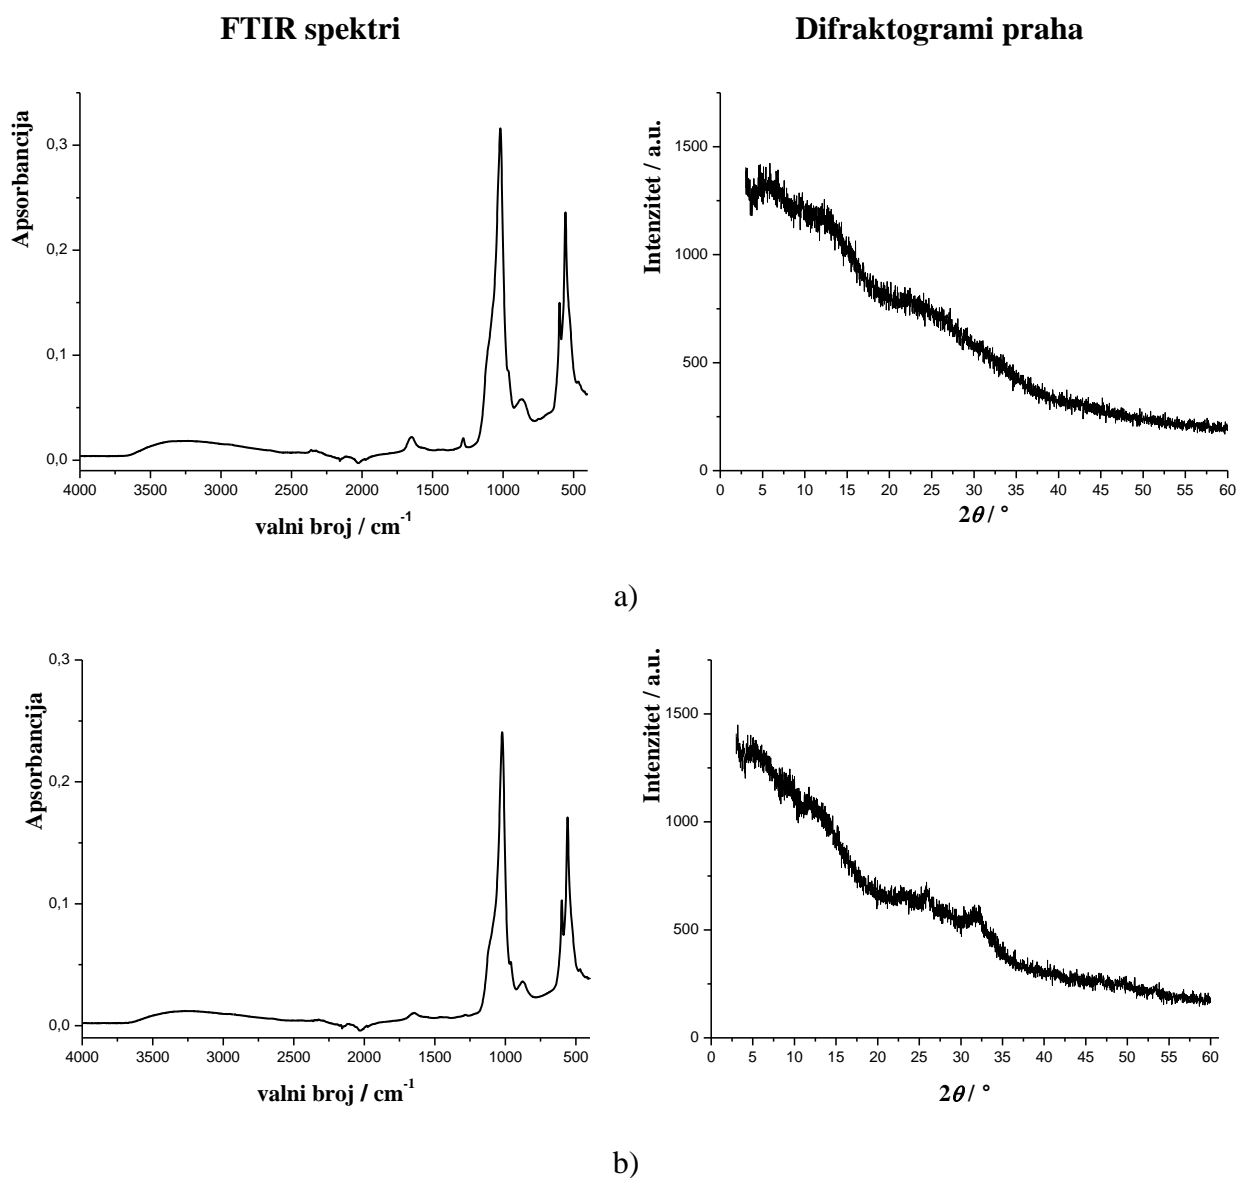 FTIR spektri
Difraktogrami praha
Apsorbancija
0,3
0,2
0,1
0,0
4000 3500 3000 2500 2000 1500 1000 500
valni broj / cm⁻¹
Intenzitet / a.u.
1500
1000
500
0
0 5 10 15 20 25 30 35 40 45 50 55 60
2θ / °
a)
Apsorbancija
0,3
0,2
0,1
0,0
4000 3500 3000 2500 2000 1500 1000 500
valni broj / cm⁻¹
Intenzitet / a.u.
1500
1000
500
0
0 5 10 15 20 25 30 35 40 45 50 55 60
2θ / °
b)